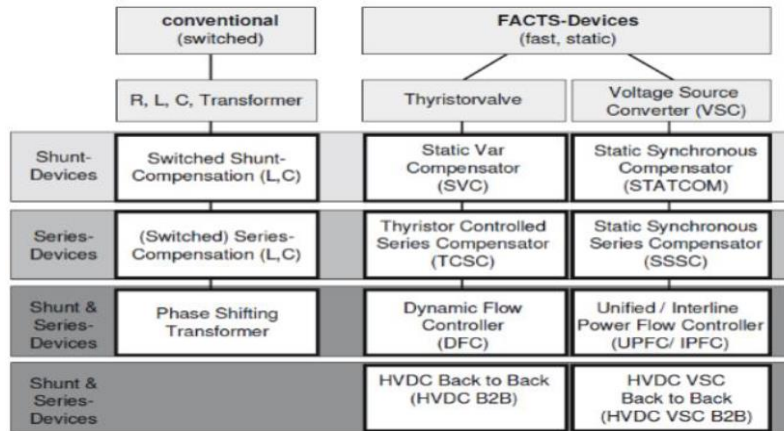 conventional
(switched)
FACTS-Devices
(fast, static)
R, L, C, Transformer
Thyristorvalve
Voltage Source
Converter (VSC)
Shunt-
Devices
Switched Shunt-
Compensation (L,C)
Static Var
Compensator
(SVC)
Static Synchronous
Compensator
(STATCOM)
Series-
Devices
(Switched) Series-
Compensation (L,C)
Thyristor Controlled
Series Compensator
(TCSC)
Static Synchronous
Series Compensator
(SSSC)
Shunt &
Series-
Devices
Phase Shifting
Transformer
Dynamic Flow
Controller
(DFC)
Unified / Interline
Power Flow Controller
(UPFC/ IPFC)
Shunt &
Series-
Devices
HVDC Back to Back
(HVDC B2B)
HVDC VSC
Back to Back
(HVDC VSC B2B)